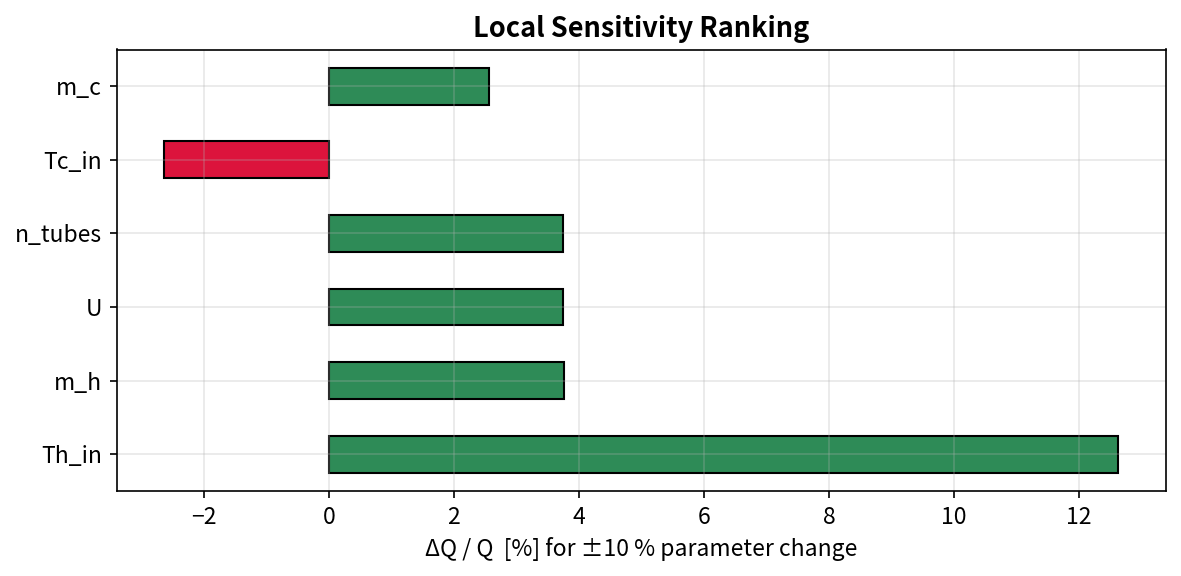 Local Sensitivity Ranking
m_c
Tc_in
n_tubes
U
m_h
Th_in
−2 0 2 4 6 8 10 12
ΔQ / Q [%] for ±10 % parameter change